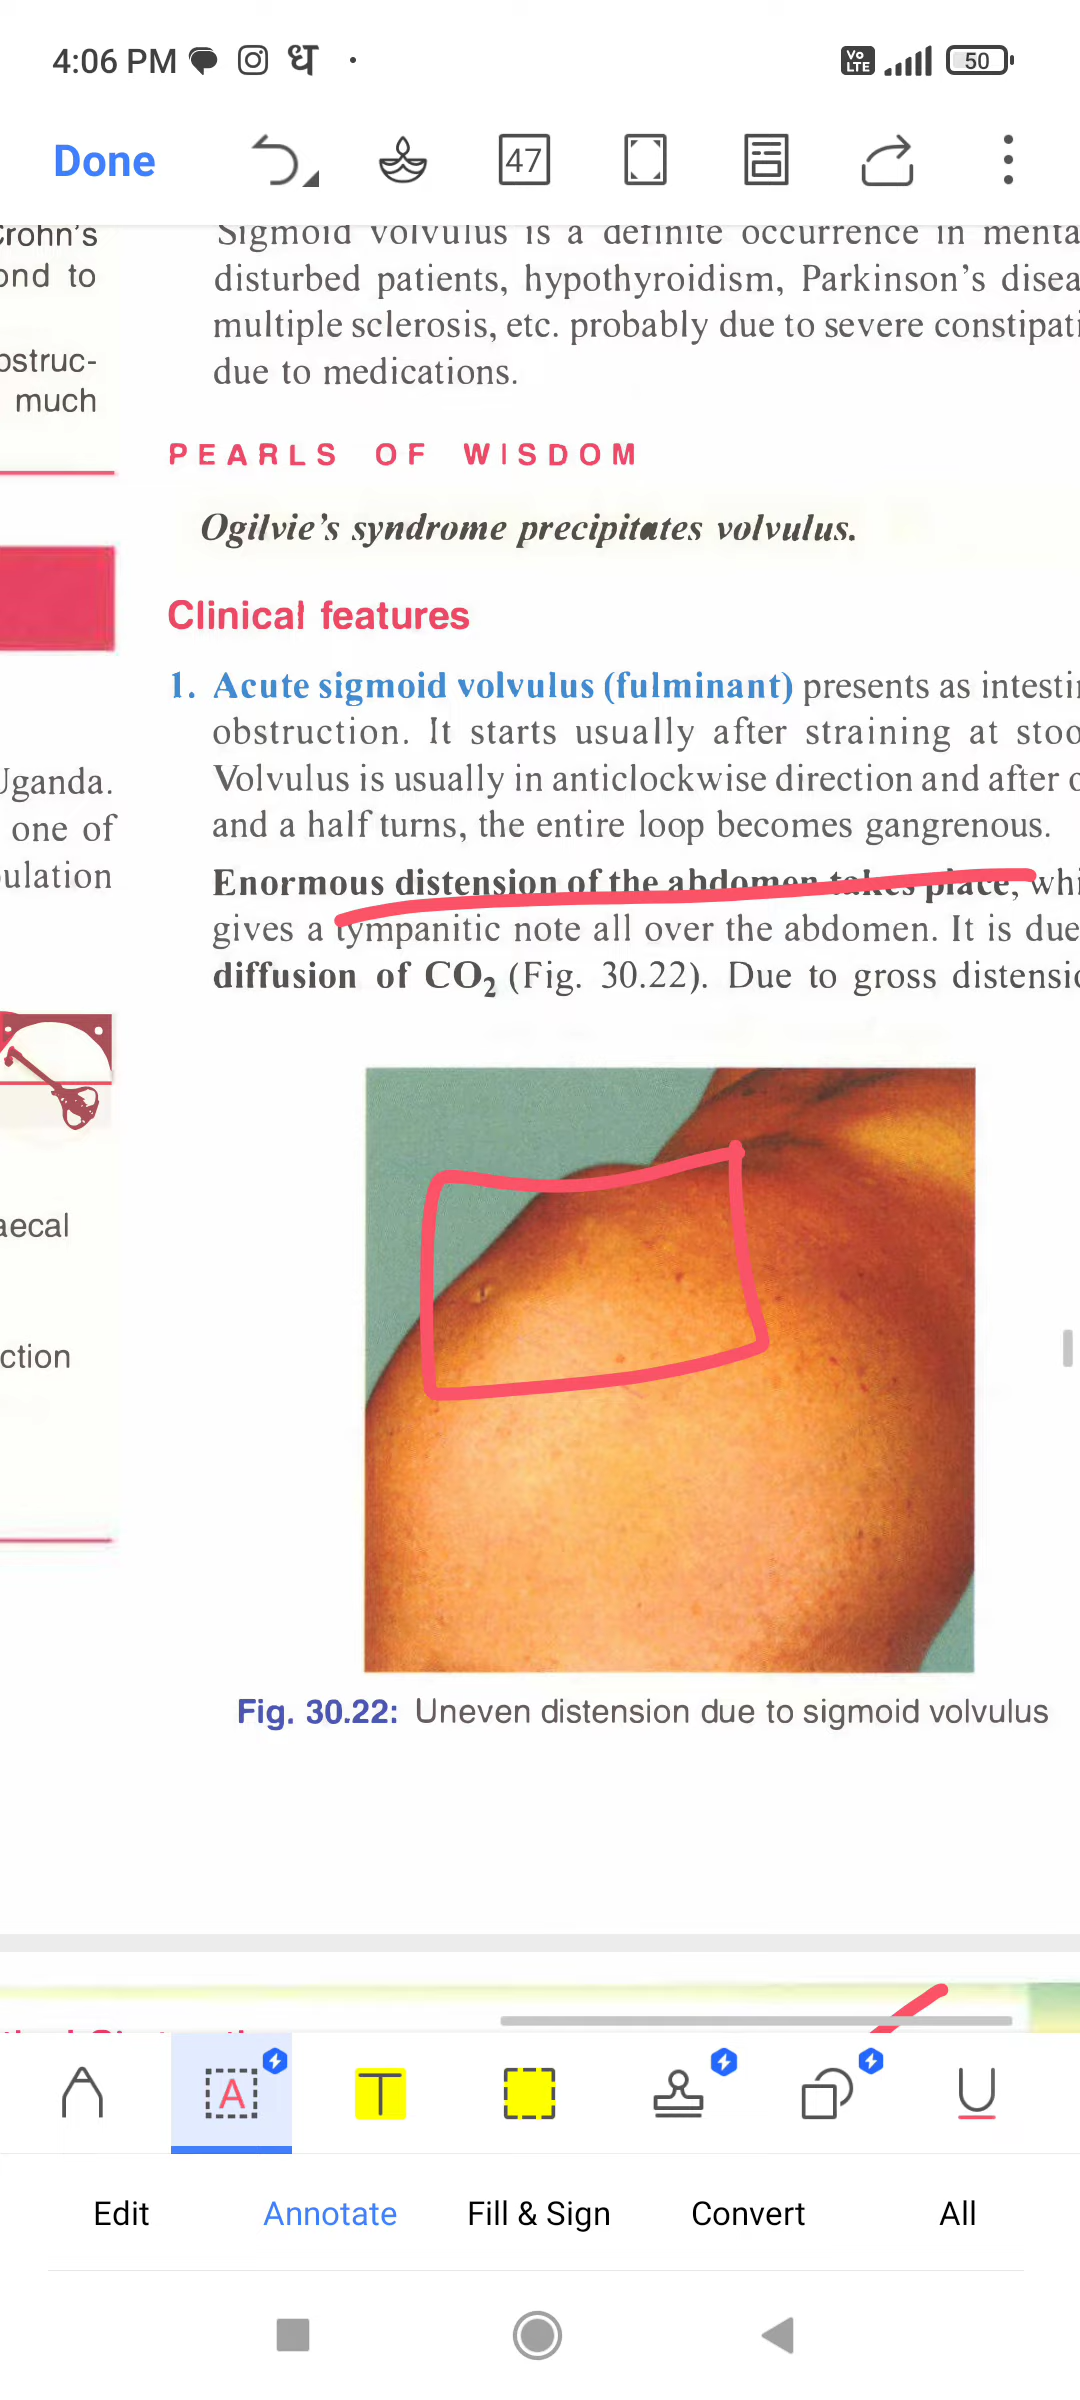 4:06 PM ध
Vo LTE 50
Done 47
Crohn's
ond to
bstruc-
much
Uganda.
one of
pulation
aecal
ction
Sigmoid volvulus is a definite occurrence in menta
disturbed patients, hypothyroidism, Parkinson's disea
multiple sclerosis, etc. probably due to severe constipati
due to medications.
PEARLS OF WISDOM
Ogilvie's syndrome precipitates volvulus.
Clinical features
1. Acute sigmoid volvulus (fulminant) presents as intestin
obstruction. It starts usually after straining at stoo
Volvulus is usually in anticlockwise direction and after o
and a half turns, the entire loop becomes gangrenous.
Enormous distension of the abdomen takes place, whi
gives a tympanitic note all over the abdomen. It is due
diffusion of CO₂ (Fig. 30.22). Due to gross distensio
Fig. 30.22: Uneven distension due to sigmoid volvulus
A T U
Edit Annotate Fill & Sign Convert All